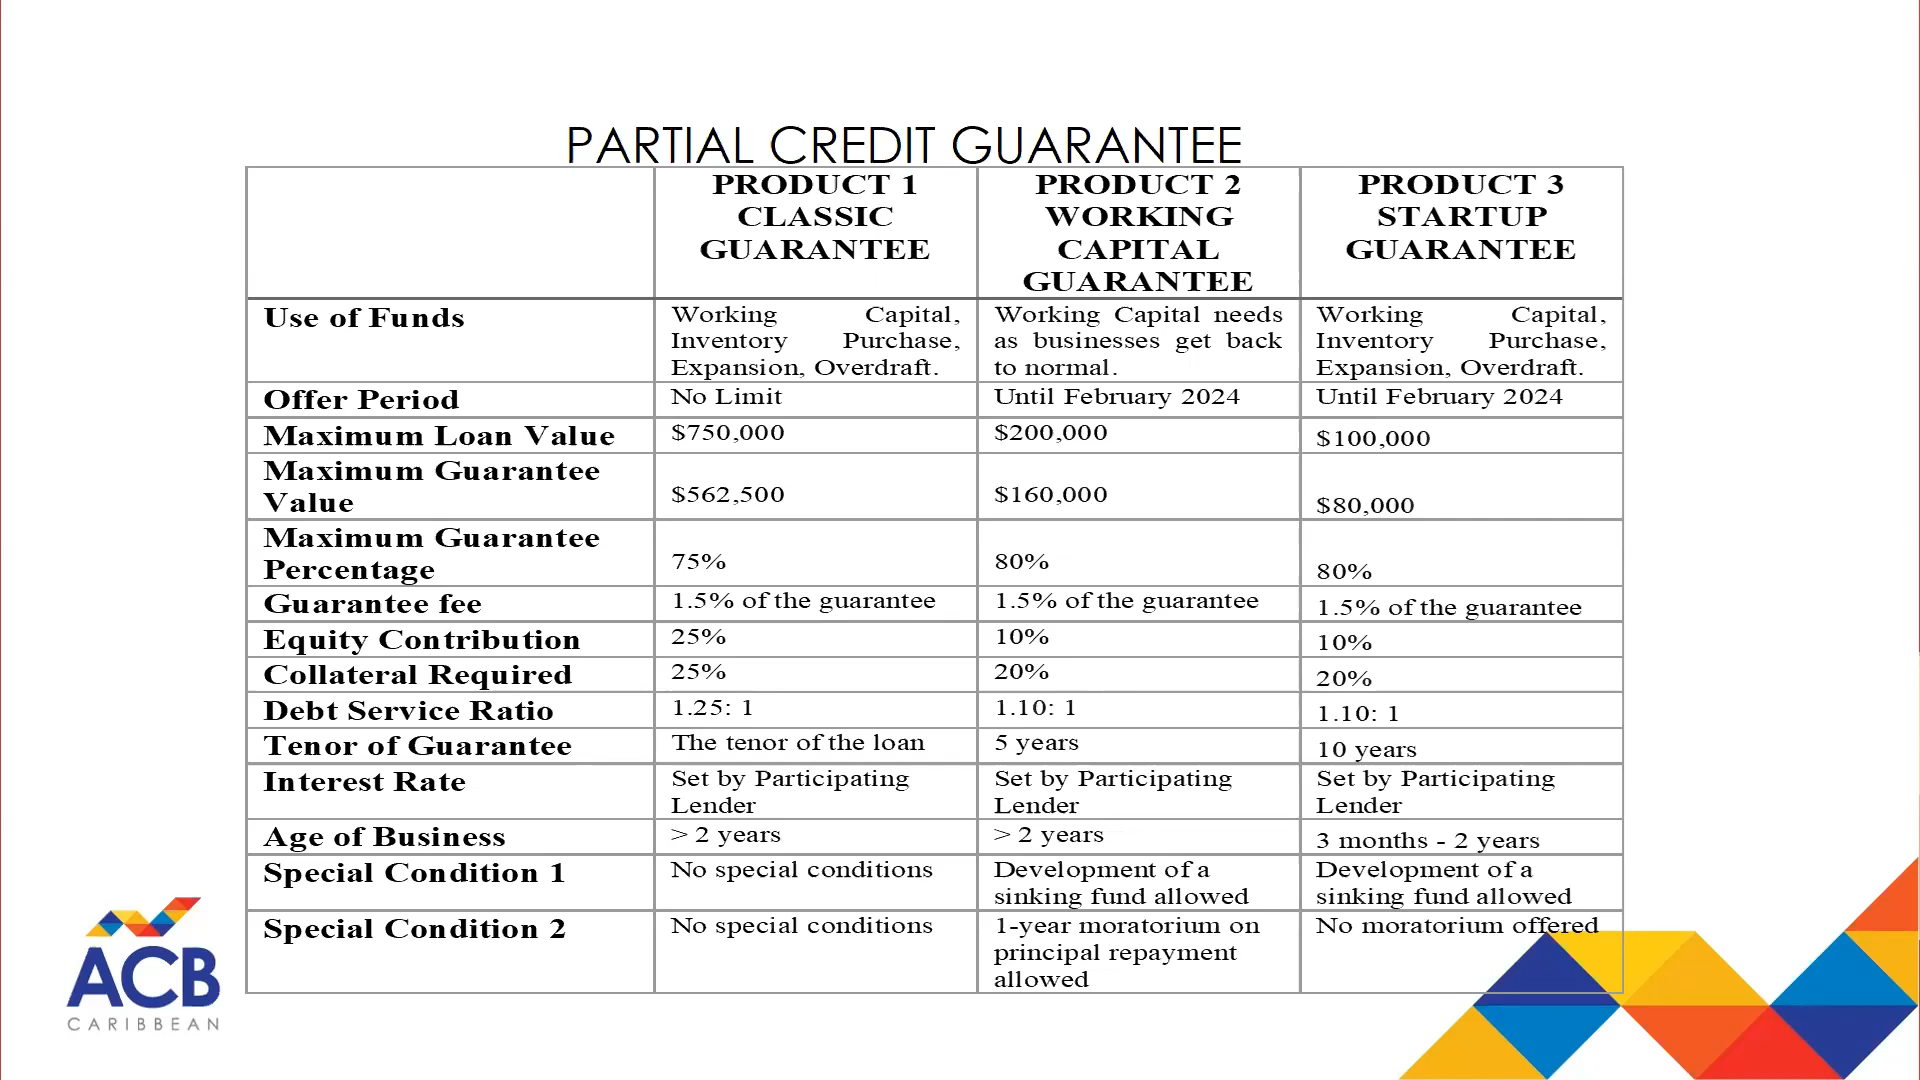 PARTIAL CREDIT GUARANTEE
PRODUCT 1
CLASSIC
GUARANTEE
PRODUCT 2
WORKING
CAPITAL
GUARANTEE
PRODUCT 3
STARTUP
GUARANTEE
Use of Funds
Working Capital,
Inventory Purchase,
Expansion, Overdraft.
Working Capital needs
as businesses get back
to normal.
Working Capital,
Inventory Purchase,
Expansion, Overdraft.
Offer Period
No Limit
Until February 2024
Until February 2024
Maximum Loan Value
$750,000
$200,000
$100,000
Maximum Guarantee
Value
$562,500
$160,000
$80,000
Maximum Guarantee
Percentage
75%
80%
80%
Guarantee fee
1.5% of the guarantee
1.5% of the guarantee
1.5% of the guarantee
Equity Contribution
25%
10%
10%
Collateral Required
25%
20%
20%
Debt Service Ratio
1.25: 1
1.10: 1
1.10: 1
Tenor of Guarantee
The tenor of the loan
5 years
10 years
Interest Rate
Set by Participating
Lender
Set by Participating
Lender
Set by Participating
Lender
Age of Business
> 2 years
> 2 years
3 months - 2 years
Special Condition 1
No special conditions
Development of a
sinking fund allowed
Development of a
sinking fund allowed
Special Condition 2
No special conditions
1-year moratorium on
principal repayment
allowed
No moratorium offered
ACB
CARIBBEAN